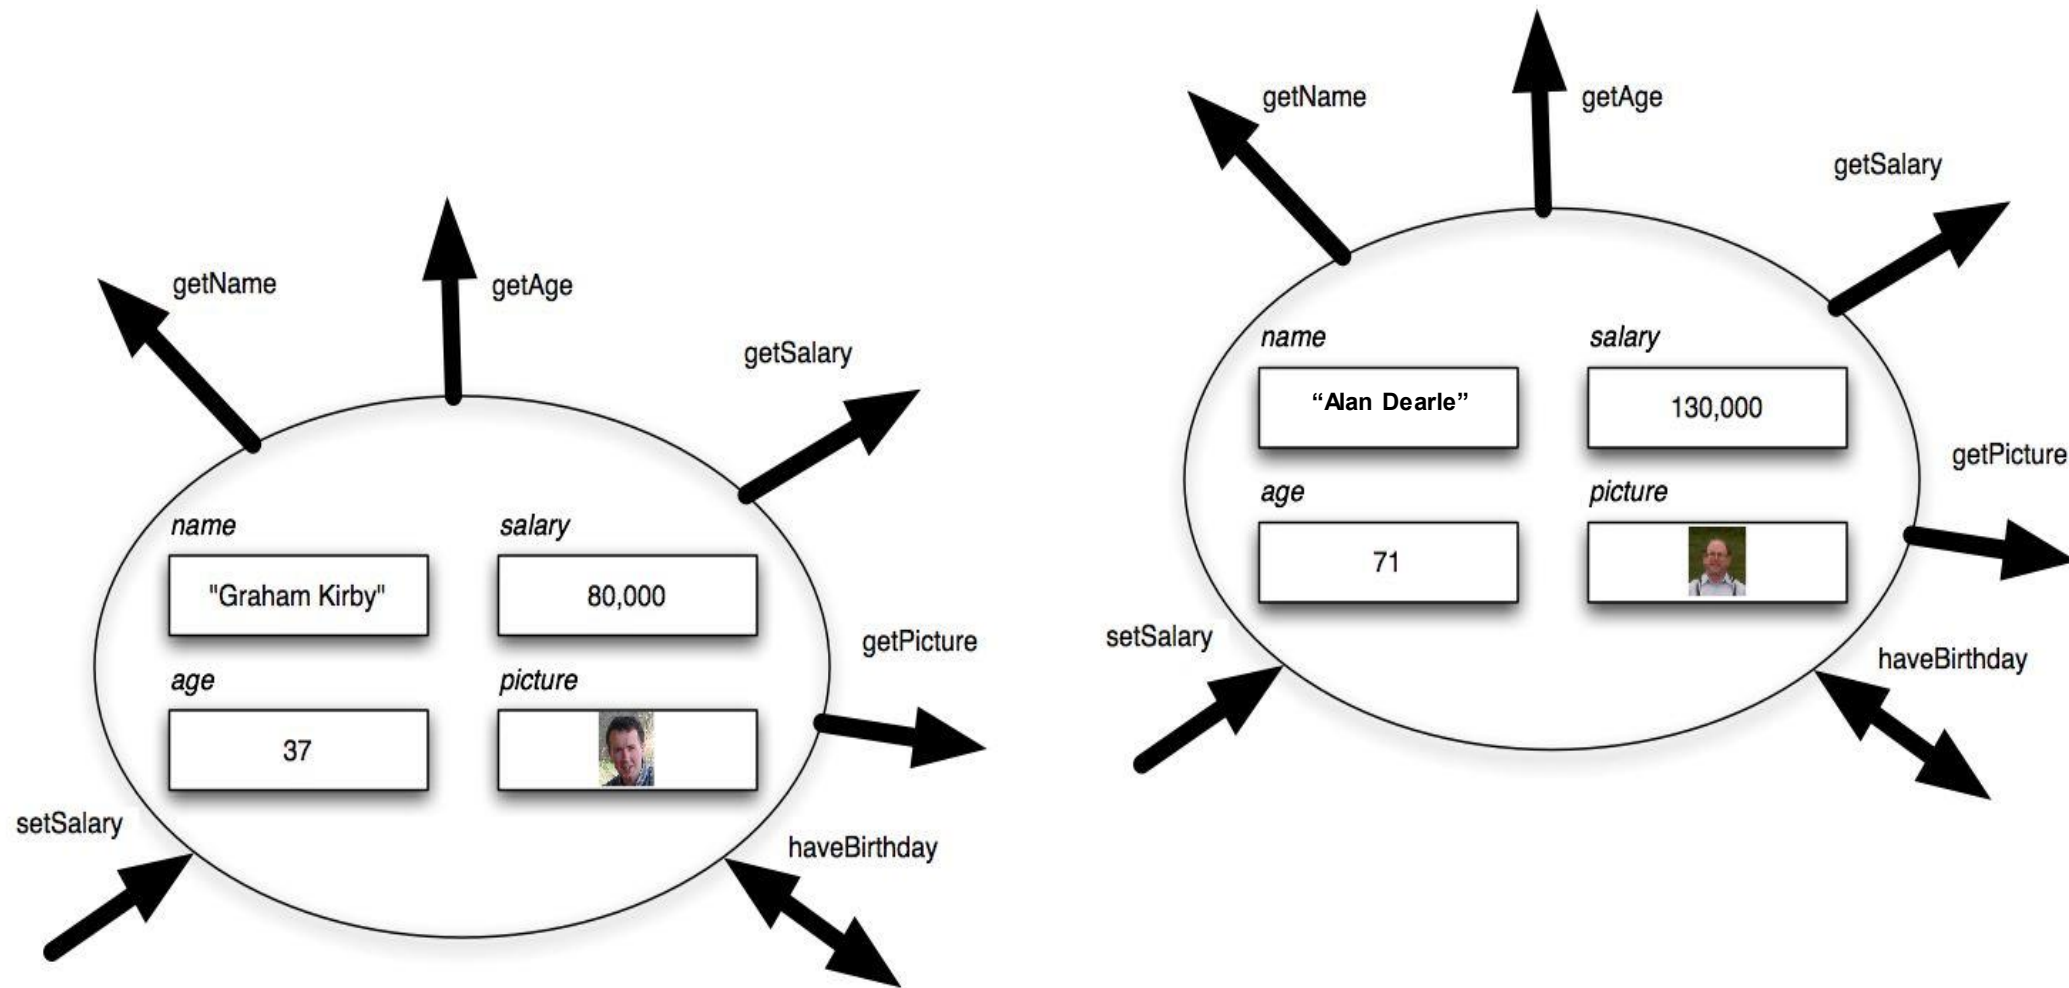 getName
getAge
getSalary
name
salary
"Graham Kirby"
80,000
getPicture
age
picture
37
setSalary
haveBirthday
getName
getAge
getSalary
name
salary
“Alan Dearle”
130,000
getPicture
age
picture
71
setSalary
haveBirthday